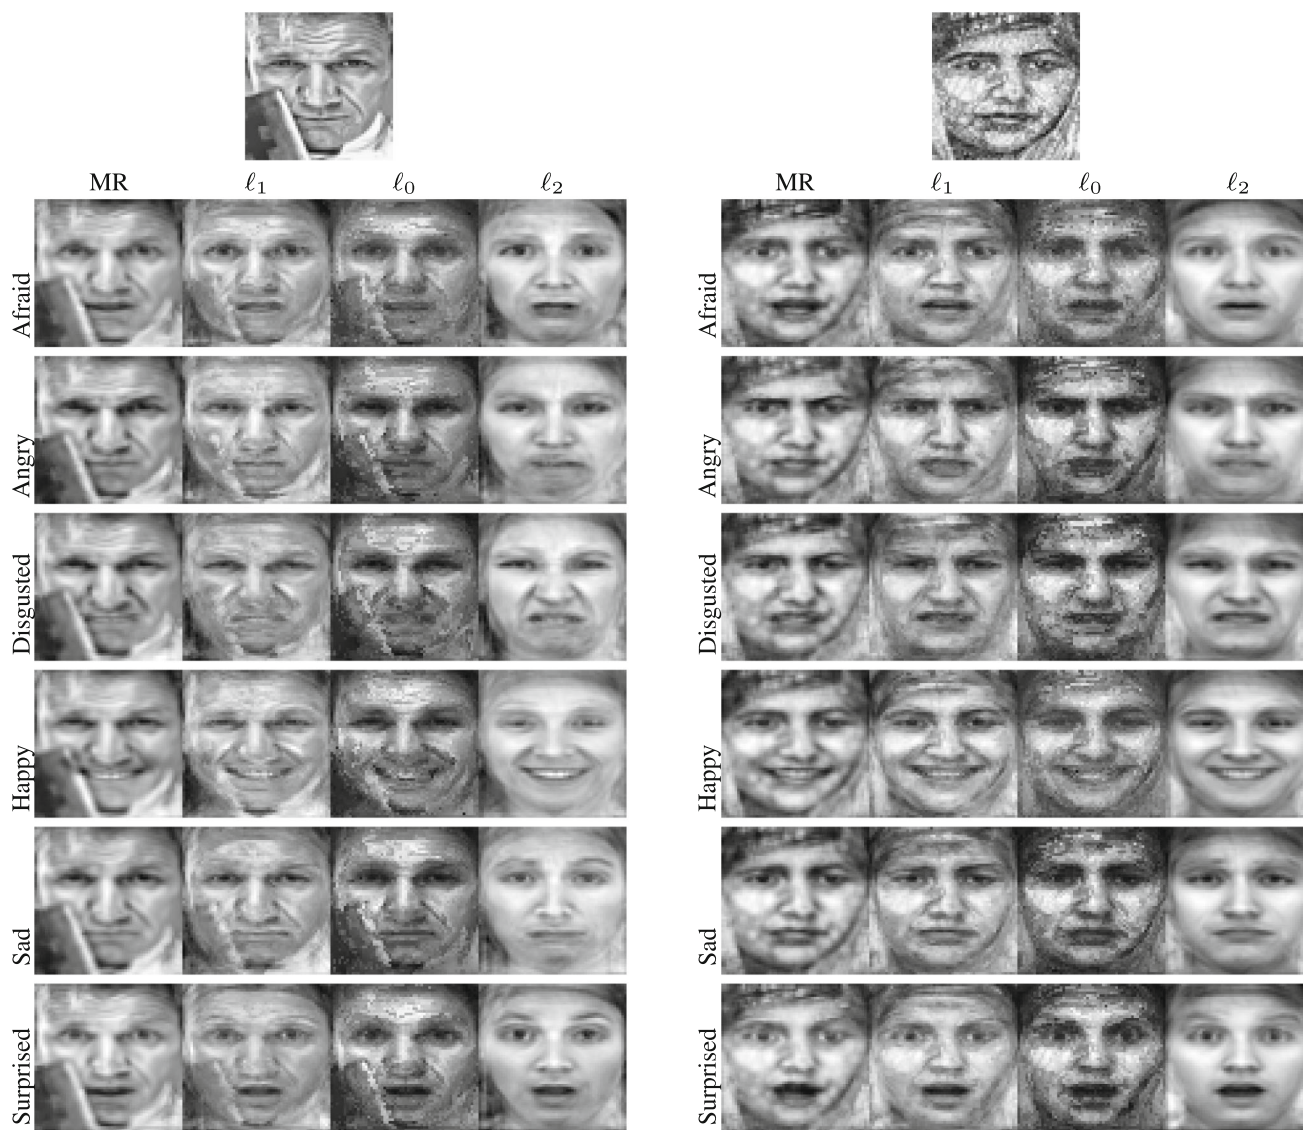 MR ℓ1 ℓ0 ℓ2 MR ℓ1 ℓ0 ℓ2
Afraid Afraid
Angry Angry
Disgusted Disgusted
Happy Happy
Sad Sad
Surprised Surprised